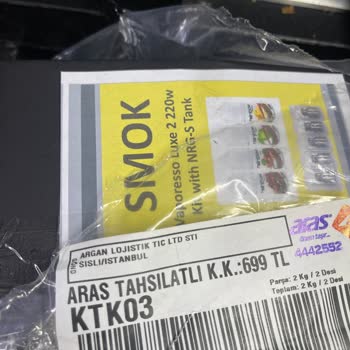 SMOK
Vaporesso Luxe 2 220w
Kit with NRG-S Tank
ARGAN LOJISTIK TIC LTD STI
SISLI/ISTANBUL
aras
4442552
ARAS TAHSILATLI K.K.:699 TL
Parça: 2 Kg / 2 Desi
Toplam: 2 Kg / 2 Desi
KTK03